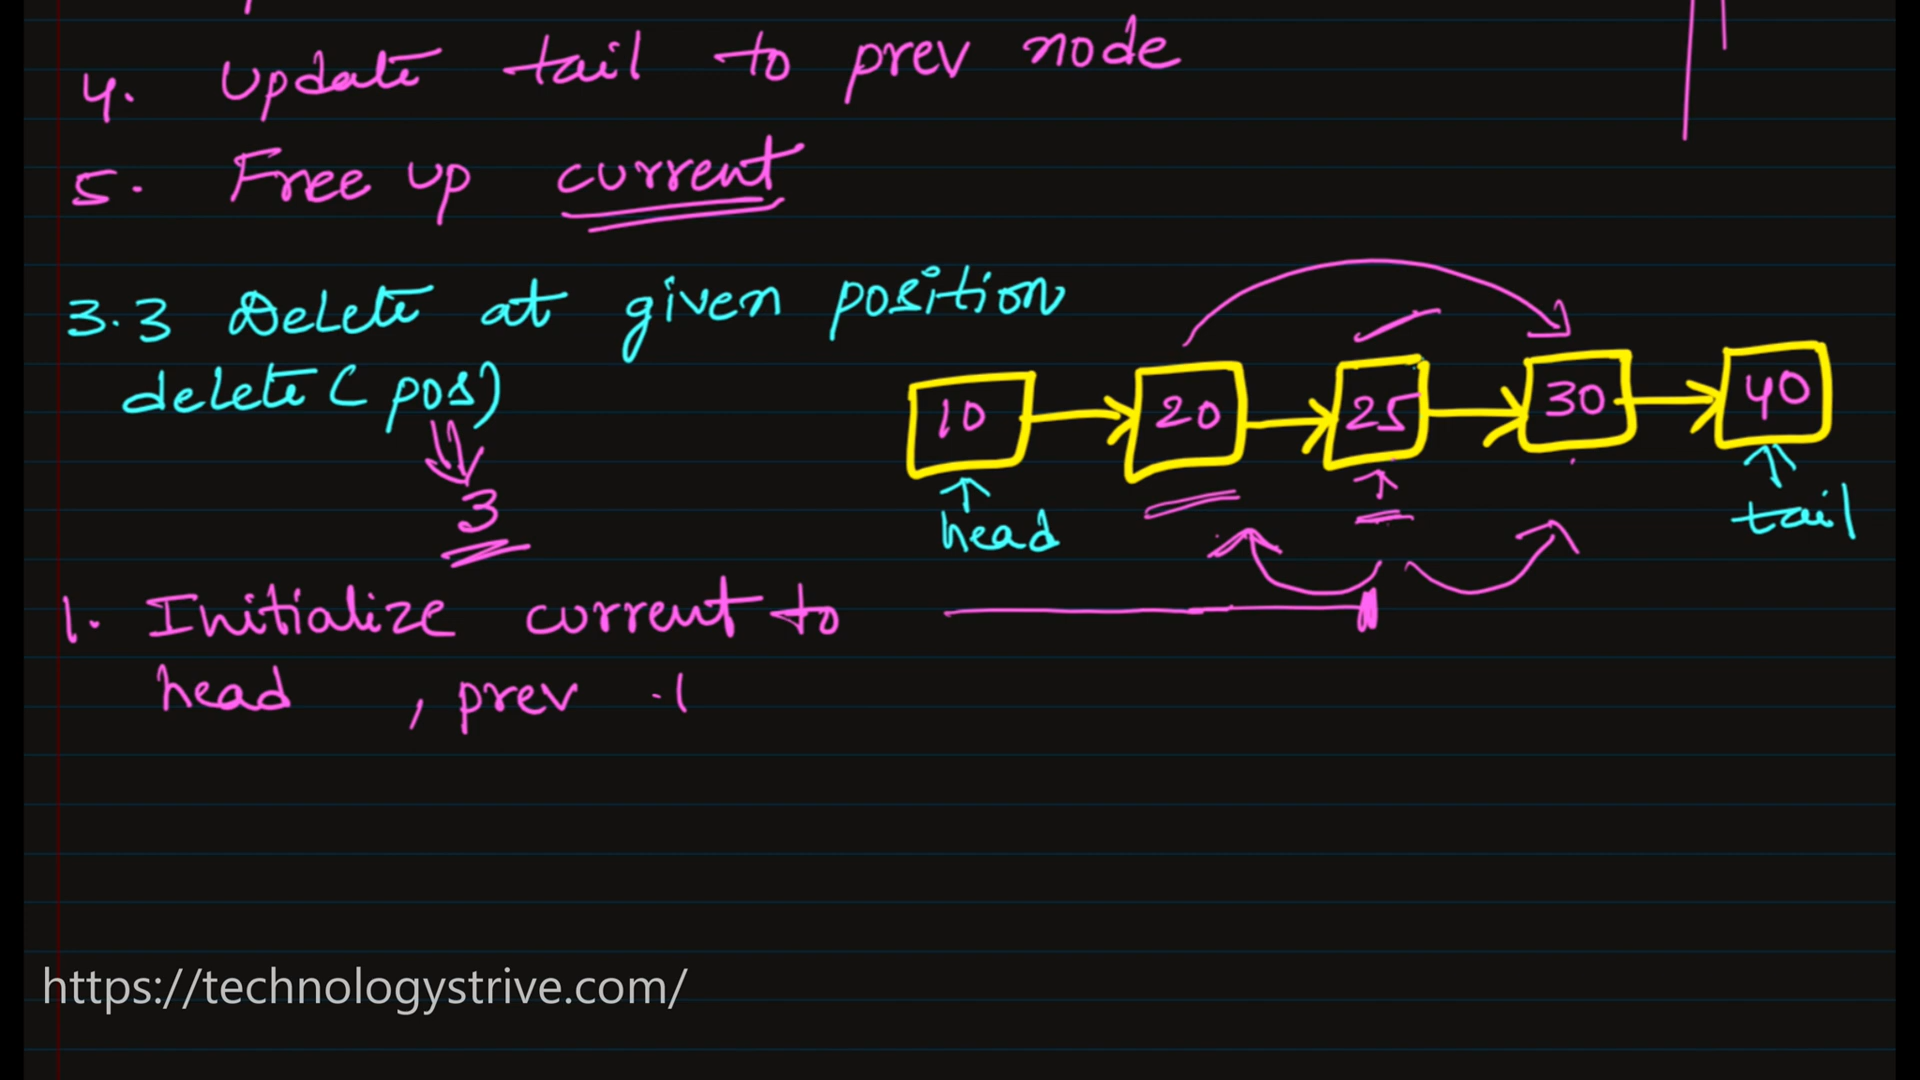 4. Update tail to prev node
5. Free up current
3.3 Delete at given position
delete ( pos)
3
10 20 25 30 40
head
tail
1. Initialize current to
head , prev
https://technologystrive.com/